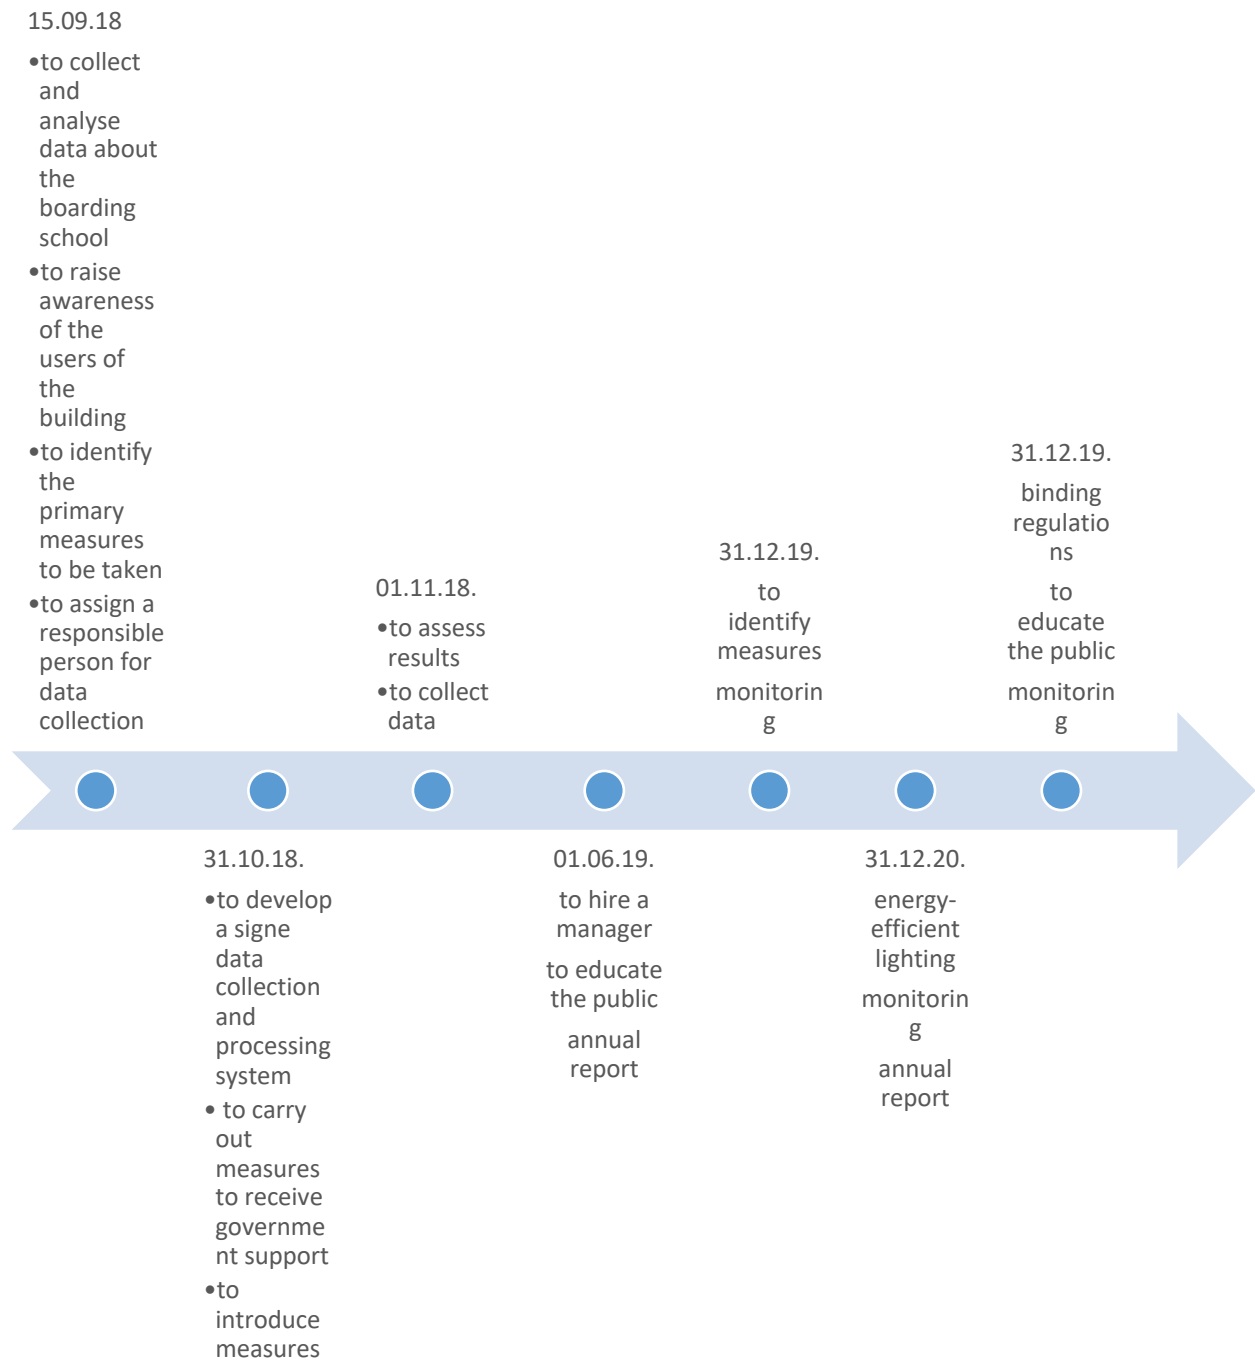 15.09.18
•to collect
and
analyse
data about
the
boarding
school
•to raise
awareness
of the
users of
the
building
•to identify
the
primary
measures
to be taken
•to assign a
responsible
person for
data
collection
31.10.18.
•to develop
a signe
data
collection
and
processing
system
• to carry
out
measures
to receive
governme
nt support
•to
introduce
measures
01.11.18.
•to assess
results
•to collect
data
01.06.19.
to hire a
manager
to educate
the public
annual
report
31.12.19.
to
identify
measures
monitorin
g
31.12.20.
energy-
efficient
lighting
monitorin
g
annual
report
31.12.19.
binding
regulatio
ns
to
educate
the public
monitorin
g